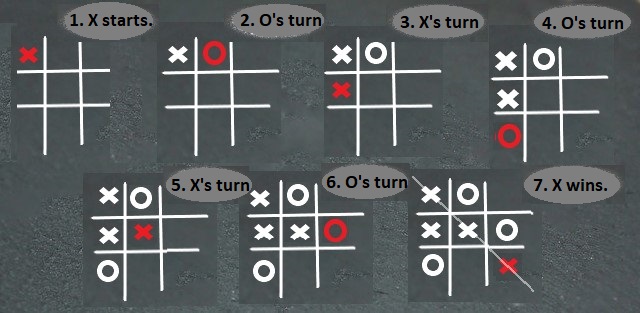 1. X starts.
2. O's turn
3. X's turn
4. O's turn
5. X's turn
6. O's turn
7. X wins.